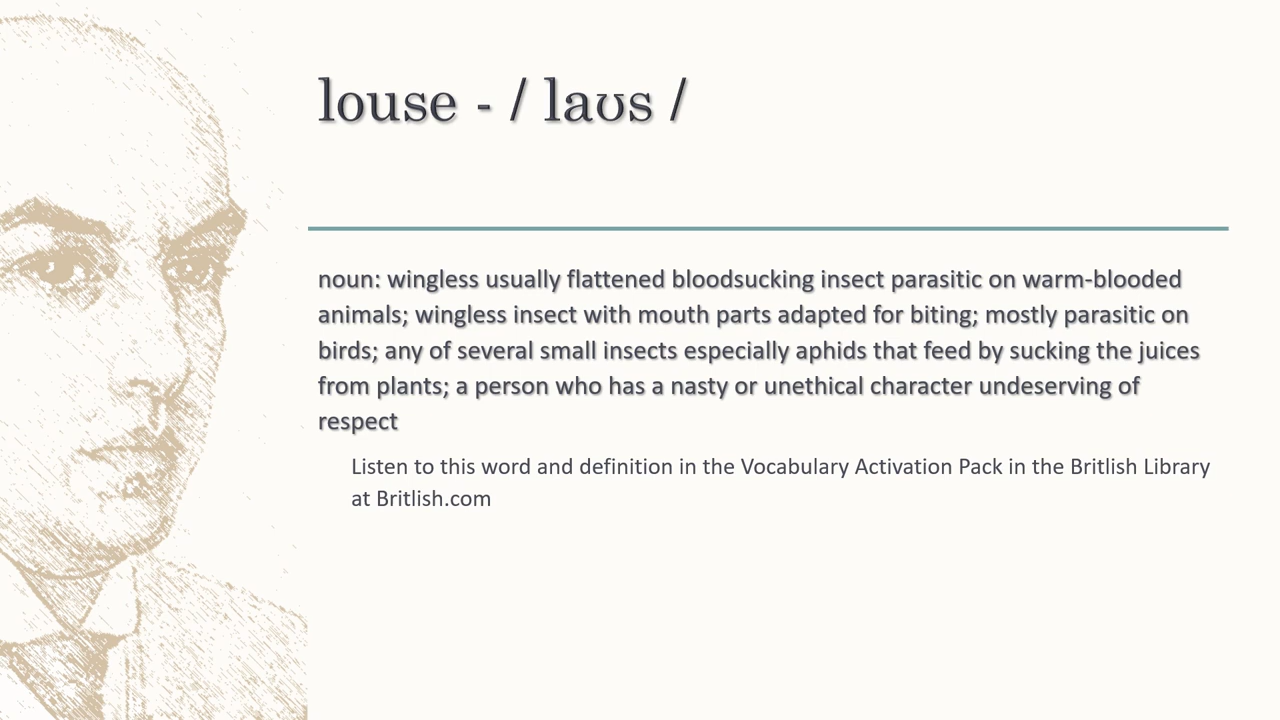 louse - / laʊs /
noun: wingless usually flattened bloodsucking insect parasitic on warm-blooded
animals; wingless insect with mouth parts adapted for biting; mostly parasitic on
birds; any of several small insects especially aphids that feed by sucking the juices
from plants; a person who has a nasty or unethical character undeserving of
respect
Listen to this word and definition in the Vocabulary Activation Pack in the Britlish Library
at Britlish.com